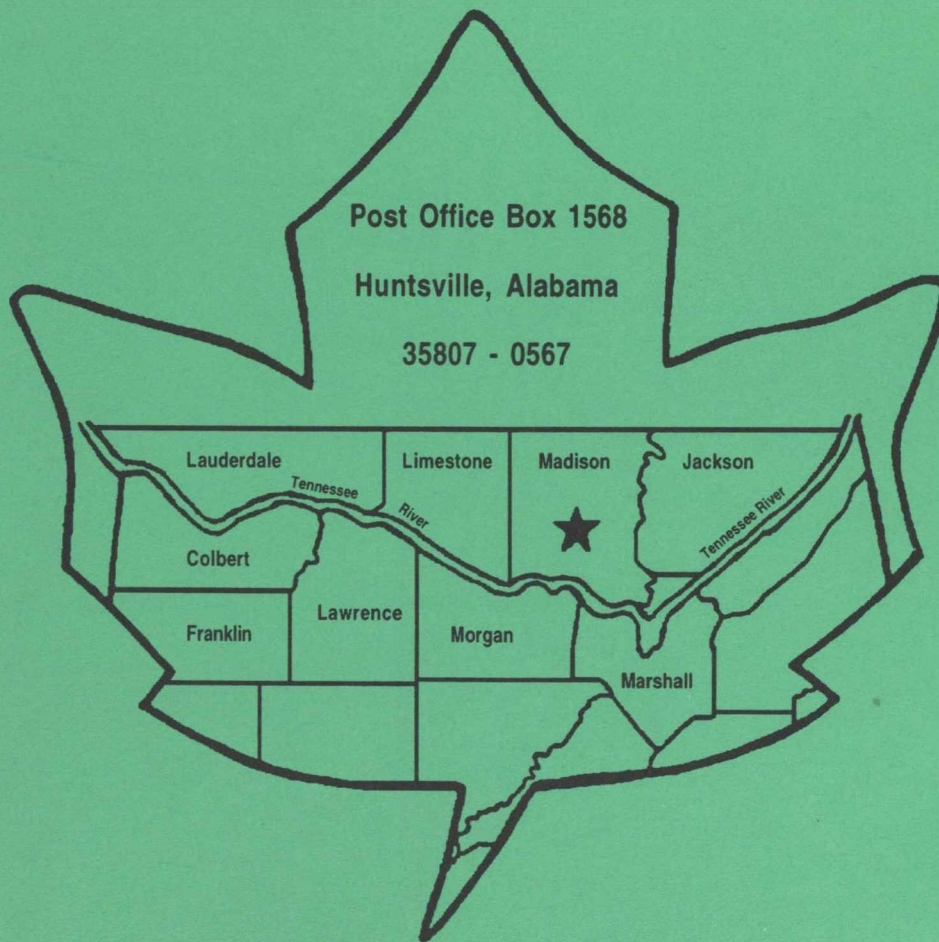 Post Office Box 1568
Huntsville, Alabama
35807 - 0567
Lauderdale
Limestone
Madison
Jackson
Tennessee
River
Tennessee River
Colbert
Lawrence
Franklin
Morgan
Marshall